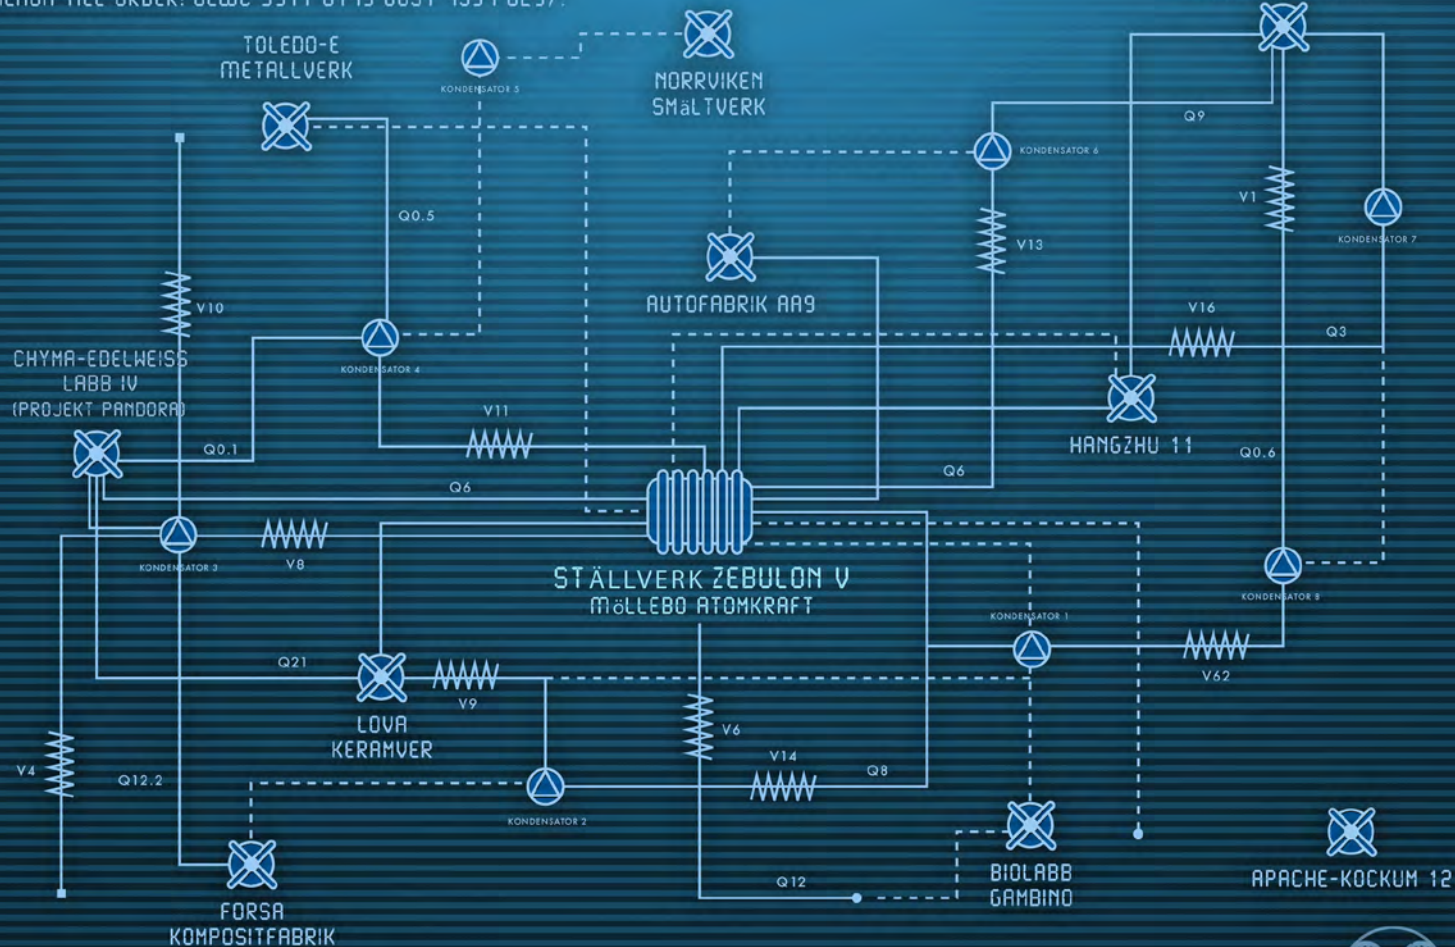 TILL ORDER:
TOLEDO-E
METALLVERK
KONDENSATOR 5
NORRVIKEN
SMäLTVERK
Q9
KONDENSATOR 6
V1
KONDENSATOR 7
Q0.5
V13
AUTOFABRIK AA9
V10
V16
Q3
CHYMA-EDELWEISS
LABB IV
(PROJEKT PANDORA)
KONDENSATOR 4
V11
HANGZHU 11
Q0.1
Q0.6
Q6
Q6
KONDENSATOR 3
V8
STÄLLVERK ZEBULON V
MöLLEBO ATOMKRAFT
KONDENSATOR 8
KONDENSATOR 1
Q21
V9
V62
LOVA
KERAMVER
V6
V14
Q8
V4
Q12.2
KONDENSATOR 2
Q12
BIOLABB
GAMBINO
APACHE-KOCKUM 12
FORSA
KOMPOSITFABRIK